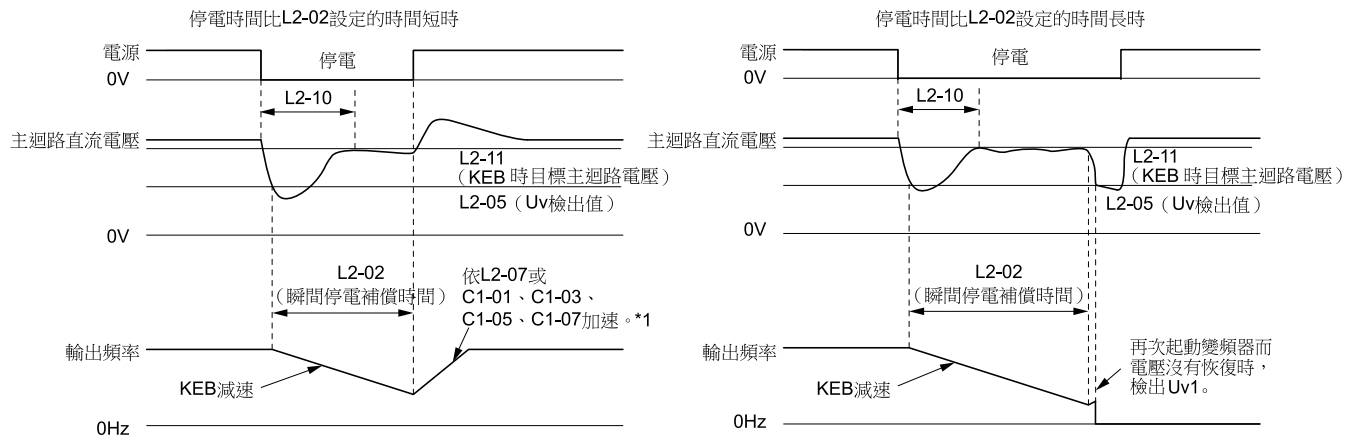 停電時間比L2-02設定的時間短時
電源
停電
0V
L2-10
主迴路直流電壓
L2-11
（KEB 時目標主迴路電壓）
L2-05（Uv檢出值）
0V
L2-02
（瞬間停電補償時間）
依L2-07或
C1-01、C1-03、
C1-05、C1-07加速。*1
輸出頻率
KEB減速
0Hz
停電時間比L2-02設定的時間長時
電源
停電
0V
L2-10
主迴路直流電壓
L2-11
（KEB 時目標主迴路電壓）
L2-05（Uv檢出值）
0V
L2-02
（瞬間停電補償時間）
輸出頻率
再次起動變頻器而
電壓沒有恢復時，
檢出Uv1。
KEB減速
0Hz